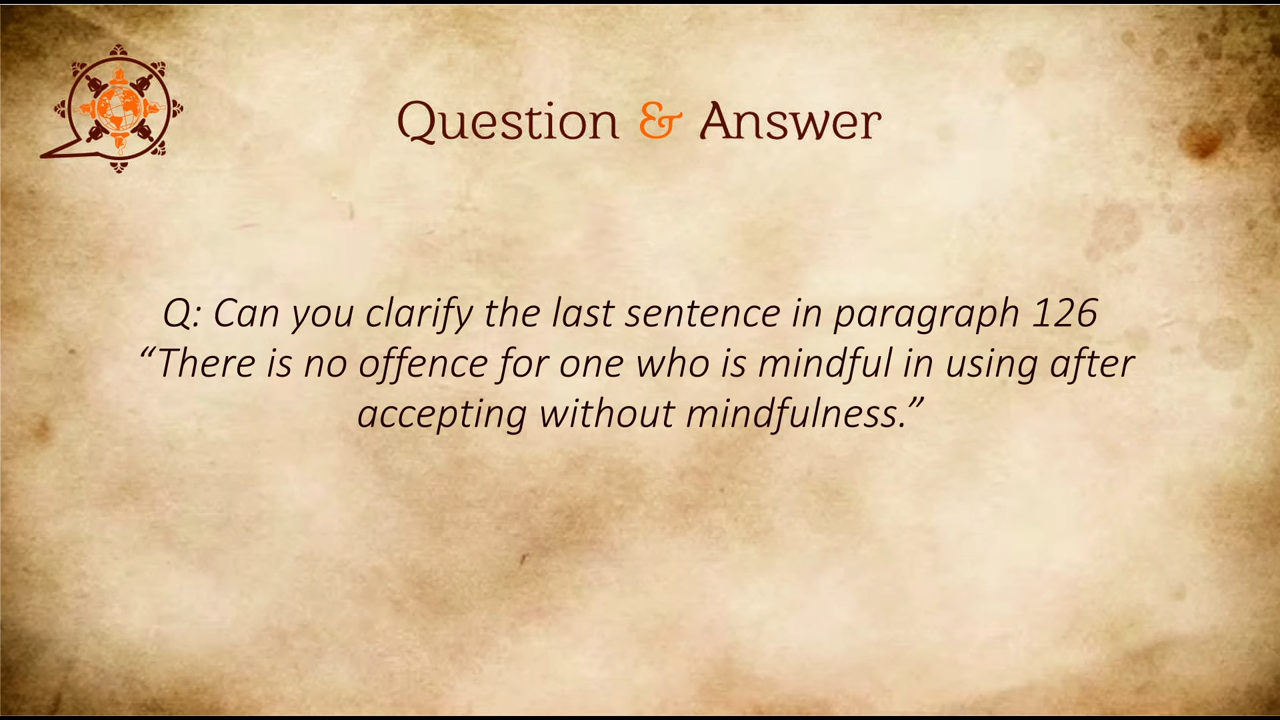 Question & Answer
Q: Can you clarify the last sentence in paragraph 126
“There is no offence for one who is mindful in using after
accepting without mindfulness.”